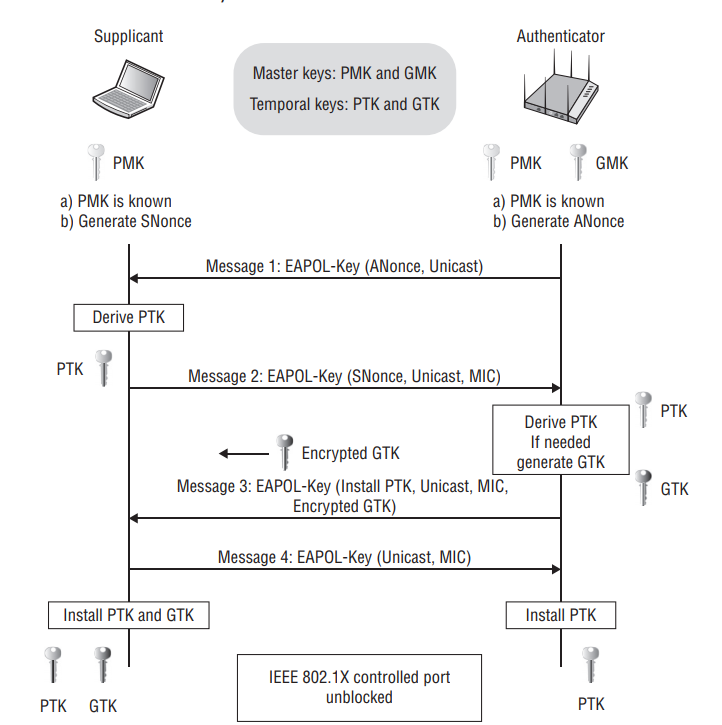 Supplicant
Authenticator
Master keys: PMK and GMK
Temporal keys: PTK and GTK
PMK
PMK
GMK
a) PMK is known
b) Generate SNonce
a) PMK is known
b) Generate ANonce
Message 1: EAPOL-Key (ANonce, Unicast)
Derive PTK
PTK
Message 2: EAPOL-Key (SNonce, Unicast, MIC)
PTK
Derive PTK
If needed
generate GTK
Encrypted GTK
GTK
Message 3: EAPOL-Key (Install PTK, Unicast, MIC,
Encrypted GTK)
Message 4: EAPOL-Key (Unicast, MIC)
Install PTK and GTK
Install PTK
IEEE 802.1X controlled port
unblocked
PTK
GTK
PTK